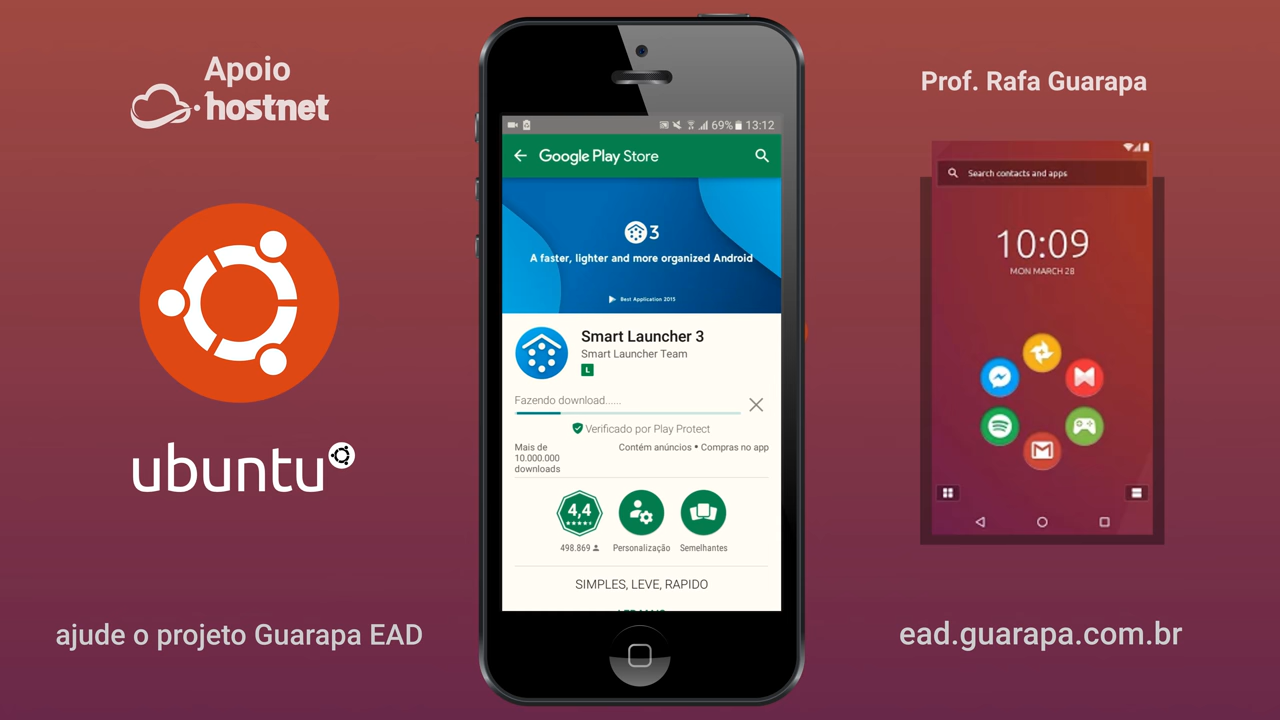 Apoio
hostnet
ubuntu
ajude o projeto Guarapa EAD
69% 13:12
Google Play Store
3
A faster, lighter and more organized Android
Best Application 2015
Smart Launcher 3
Smart Launcher Team
L
Fazendo download......
Verificado por Play Protect
Mais de
10.000.000
downloads
Contém anúncios • Compras no app
4,4
498.869
Personalização
Semelhantes
SIMPLES, LEVE, RAPIDO
Prof. Rafa Guarapa
Search contacts and apps
10:09
MON MARCH 28
ead.guarapa.com.br